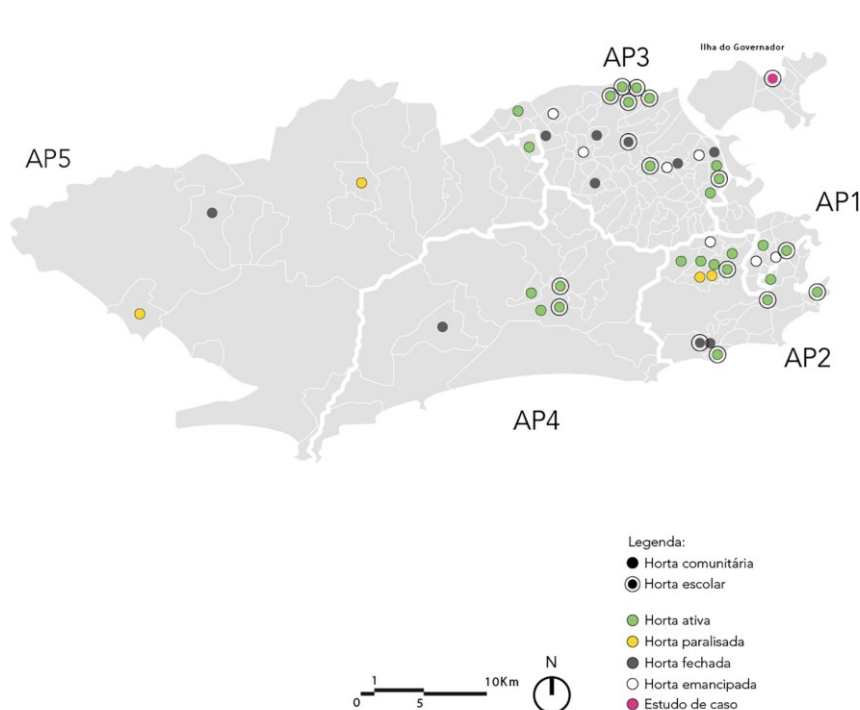 Ilha do Governador
AP3
AP5
AP1
AP2
AP4
Legenda:
Horta comunitária
Horta escolar
Horta ativa
Horta paralisada
Horta fechada
Horta emancipada
Estudo de caso
N
1 10Km
0 5